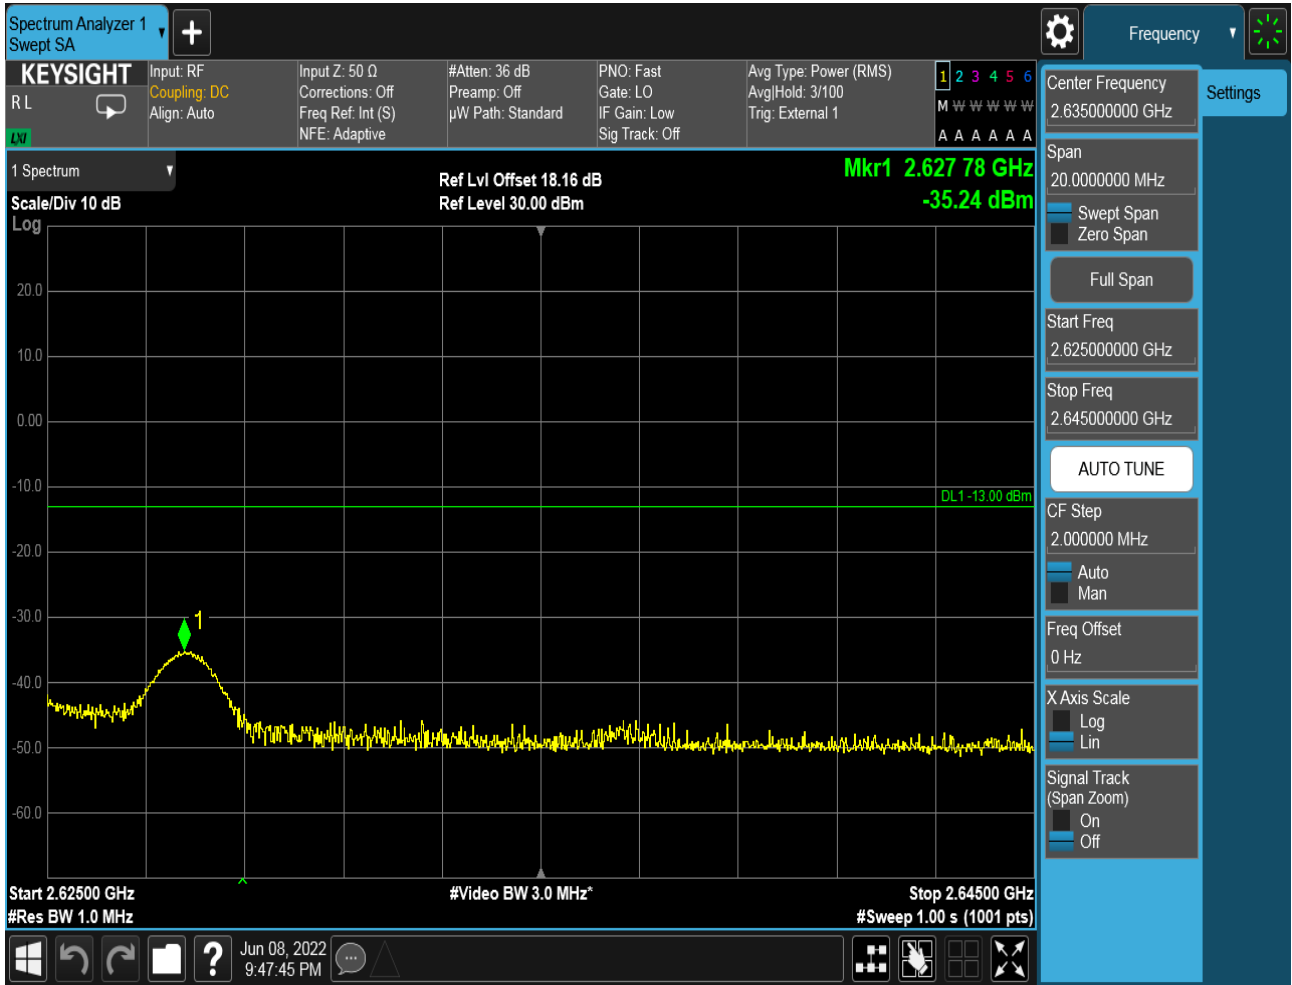 Spectrum Analyzer 1
Swept SA
Frequency
KEYSIGHT
R L
LXI
Input: RF
Coupling: DC
Align: Auto
Input Z: 50 Ω
Corrections: Off
Freq Ref: Int (S)
NFE: Adaptive
#Atten: 36 dB
Preamp: Off
µW Path: Standard
PNO: Fast
Gate: LO
IF Gain: Low
Sig Track: Off
Avg Type: Power (RMS)
Avg|Hold: 3/100
Trig: External 1
1 2 3 4 5 6
M W W W W W
A A A A A A
1 Spectrum
Scale/Div 10 dB
Log
Ref Lvl Offset 18.16 dB
Ref Level 30.00 dBm
Mkr1 2.627 78 GHz
-35.24 dBm
20.0
10.0
0.00
-10.0
DL1 -13.00 dBm
-20.0
-30.0
1
-40.0
-50.0
-60.0
Start 2.62500 GHz
#Video BW 3.0 MHz*
Stop 2.64500 GHz
#Res BW 1.0 MHz
#Sweep 1.00 s (1001 pts)
Jun 08, 2022
9:47:45 PM
Center Frequency
2.635000000 GHz
Settings
Span
20.0000000 MHz
Swept Span
Zero Span
Full Span
Start Freq
2.625000000 GHz
Stop Freq
2.645000000 GHz
AUTO TUNE
CF Step
2.000000 MHz
Auto
Man
Freq Offset
0 Hz
X Axis Scale
Log
Lin
Signal Track
(Span Zoom)
On
Off